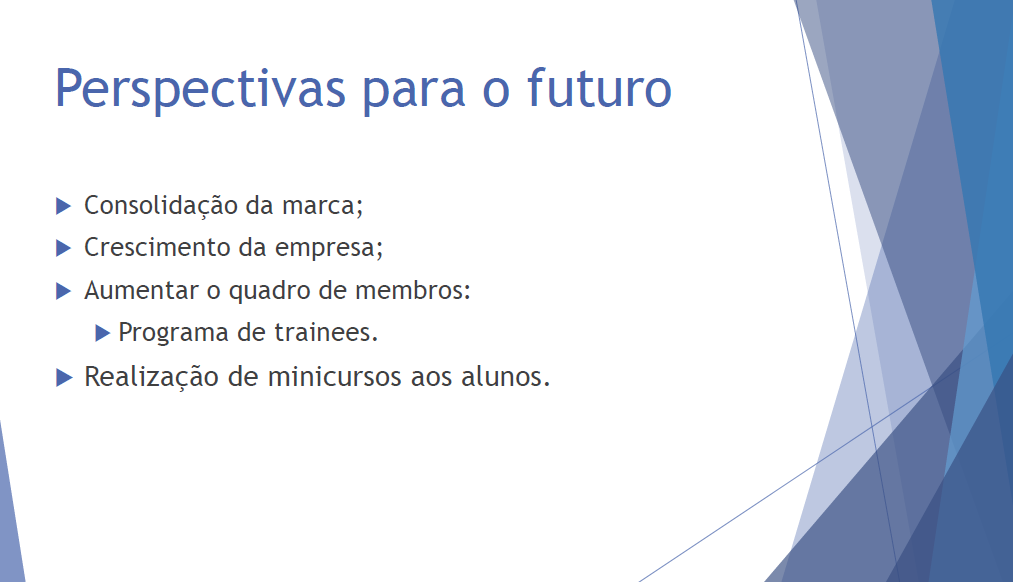 Perspectivas para o futuro
Consolidação da marca;
Crescimento da empresa;
Aumentar o quadro de membros:
Programa de trainees.
Realização de minicursos aos alunos.